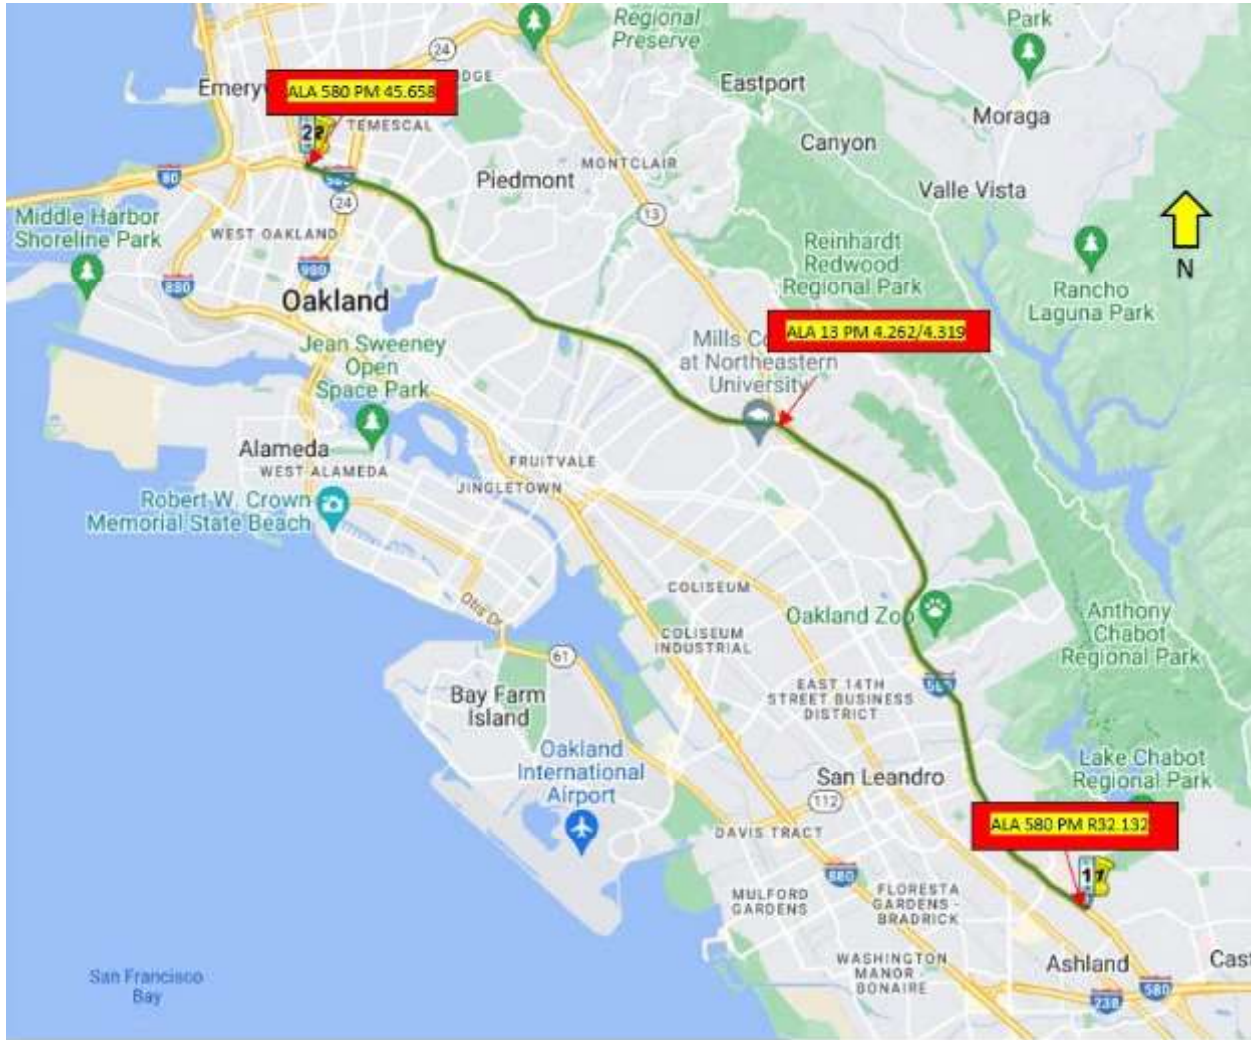 Regional
Preserve
Park
24
Eastport
Moraga
ALA 580 PM 45.658
TEMESCAL
2
Canyon
MONTCLAIR
Piedmont
Valle Vista
80
24
13
Middle Harbor
Shoreline Park
WEST OAKLAND
Reinhardt
Redwood
Regional Park
N
980
880
Oakland
Rancho
Laguna Park
ALA 13 PM 4.262/4.319
Mills
at Northeastern
University
Jean Sweeney
Open
Space Park
Alameda
WEST ALAMEDA
FRUITVALE
JINGLETOWN
Robert W. Crown
Memorial State Beach
COLISEUM
Otis Dr
Oakland Zoo
COLISEUM
INDUSTRIAL
Anthony
Chabot
Regional Park
61
EAST 14TH
STREET BUSINESS
DISTRICT
Bay Farm
Island
Oakland
International
Airport
San Leandro
Lake Chabot
Regional Park
112
ALA 580 PM R32.132
DAVIS TRACT
1
880
MULFORD
GARDENS
FLORESTA
GARDENS -
BRADRICK
WASHINGTON
MANOR -
BONAIRE
Ashland
San Francisco
Bay
238
580